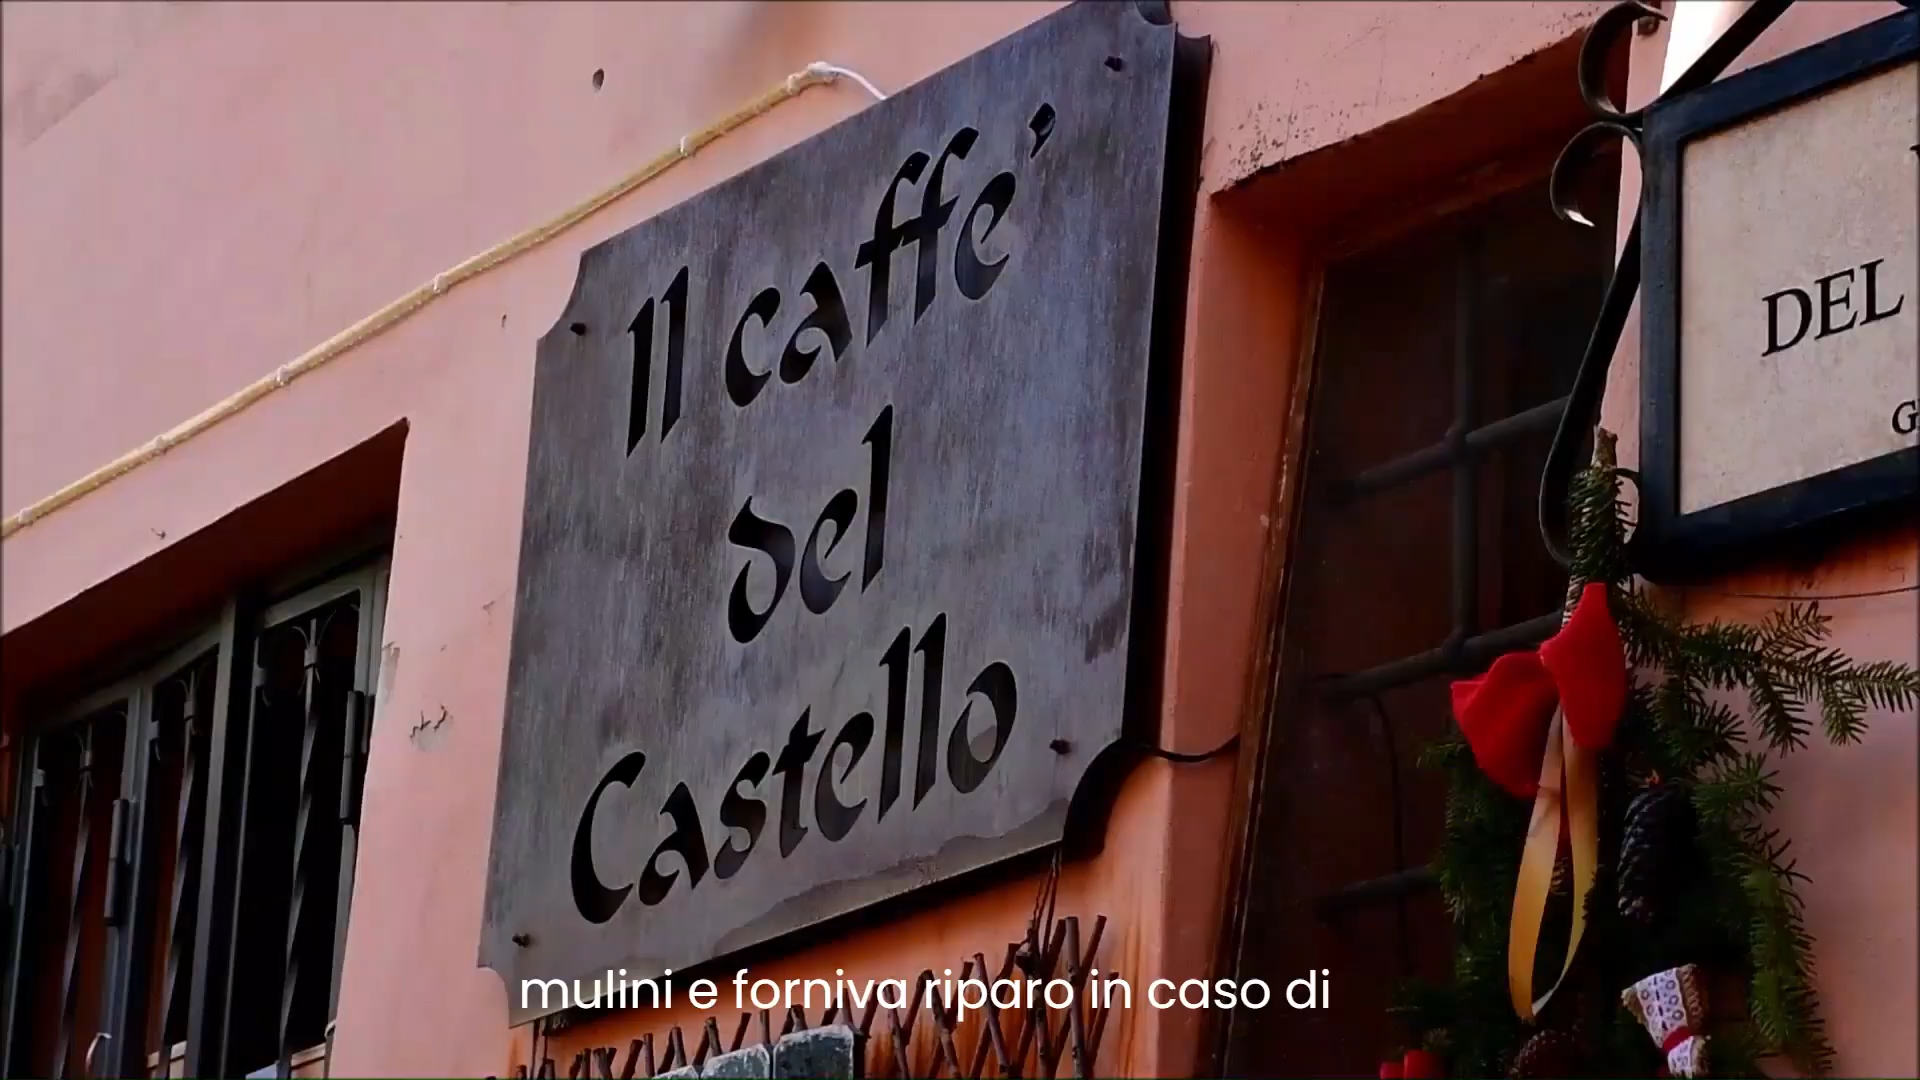 Il caffe'
del
Castello
DEL
mulini e forniva riparo in caso di